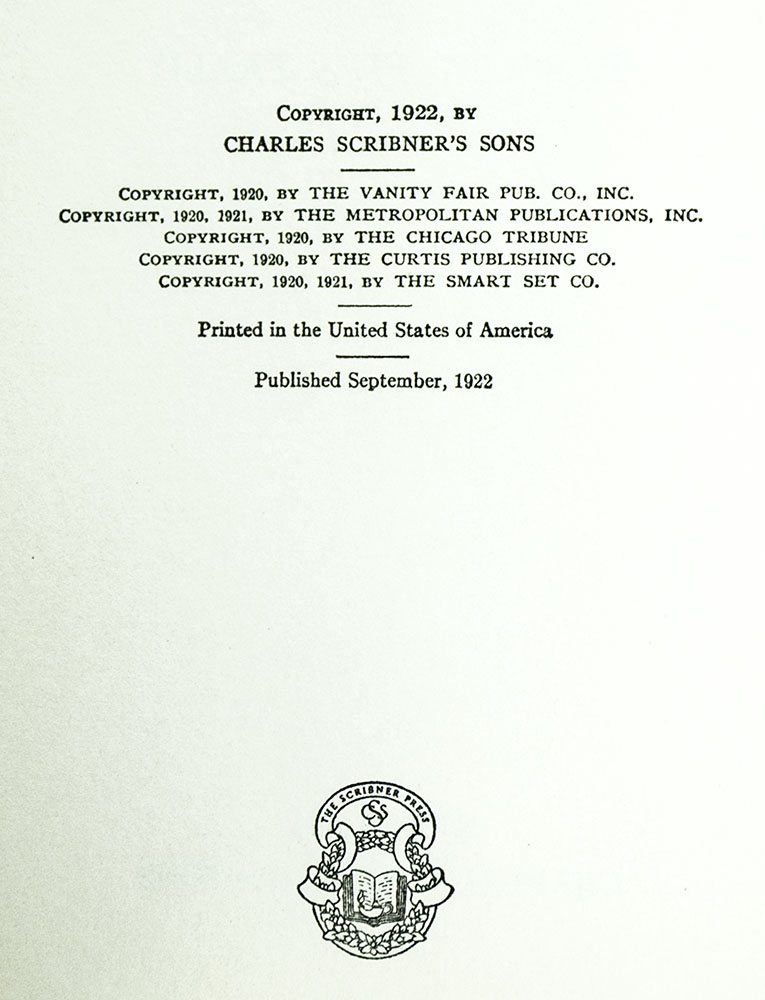 COPYRIGHT, 1922, BY
CHARLES SCRIBNER'S SONS
COPYRIGHT, 1920, BY THE VANITY FAIR PUB. CO., INC.
COPYRIGHT, 1920, 1921, BY THE METROPOLITAN PUBLICATIONS, INC.
COPYRIGHT, 1920, BY THE CHICAGO TRIBUNE
COPYRIGHT, 1920, BY THE CURTIS PUBLISHING CO.
COPYRIGHT, 1920, 1921, BY THE SMART SET CO.
Printed in the United States of America
Published September, 1922
THE SCRIBNER PRESS
CSS